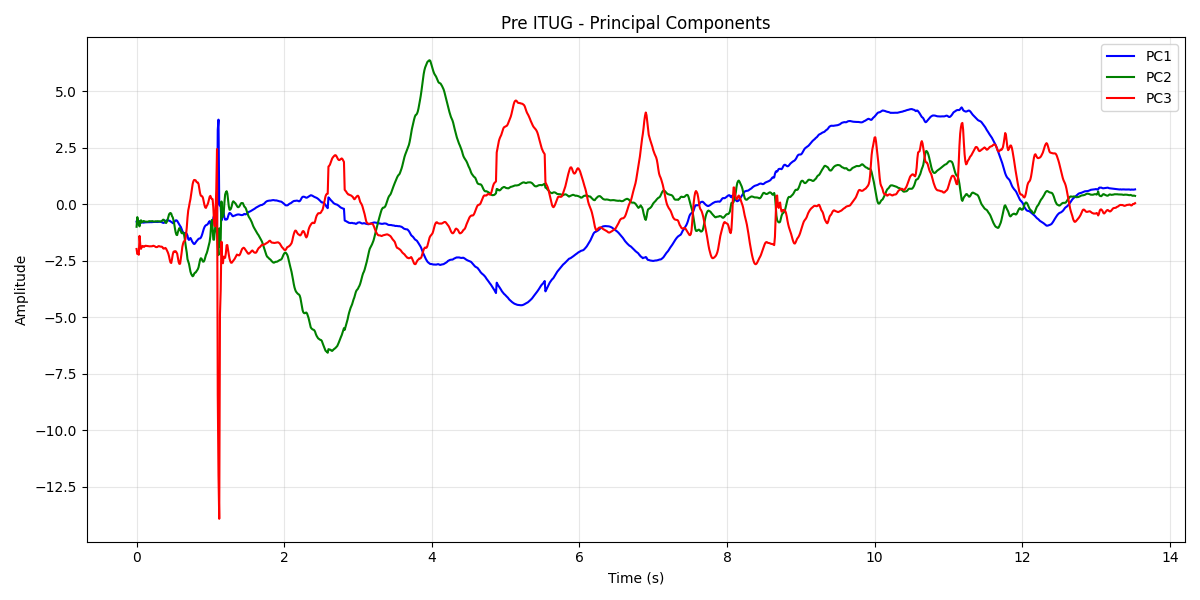 Pre ITUG - Principal Components
PC1
PC2
PC3
5.0
2.5
0.0
−2.5
−5.0
−7.5
−10.0
−12.5
Amplitude
0 2 4 6 8 10 12 14
Time (s)